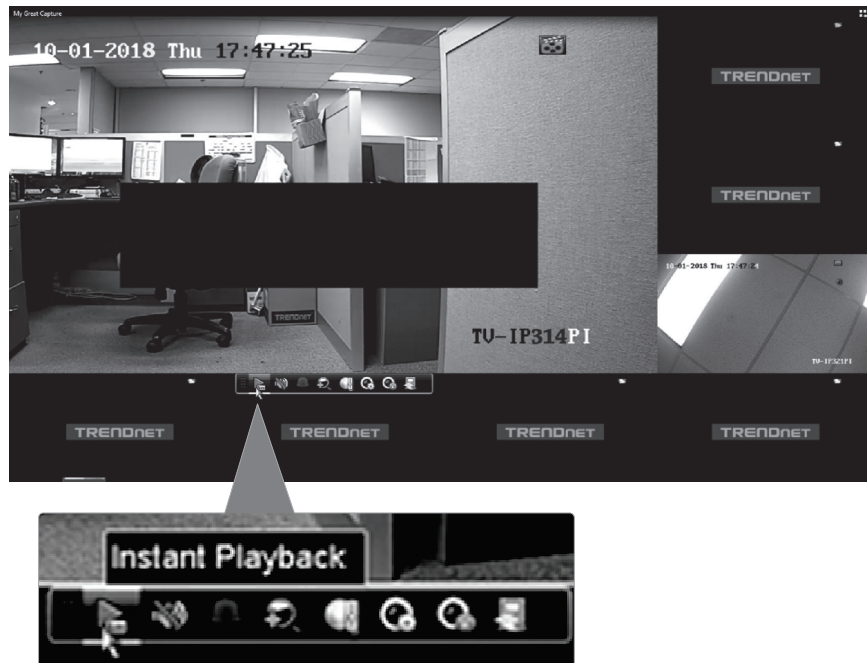 My Great Capture
10-01-2018 Thu 17:47:25
TRENDNET
TRENDNET
10-01-2018 Thu 17:47:24
TV-IP321PI
TRENDNET
TV-IP314PI
TRENDNET
TRENDNET
TRENDNET
TRENDNET
Instant Playback